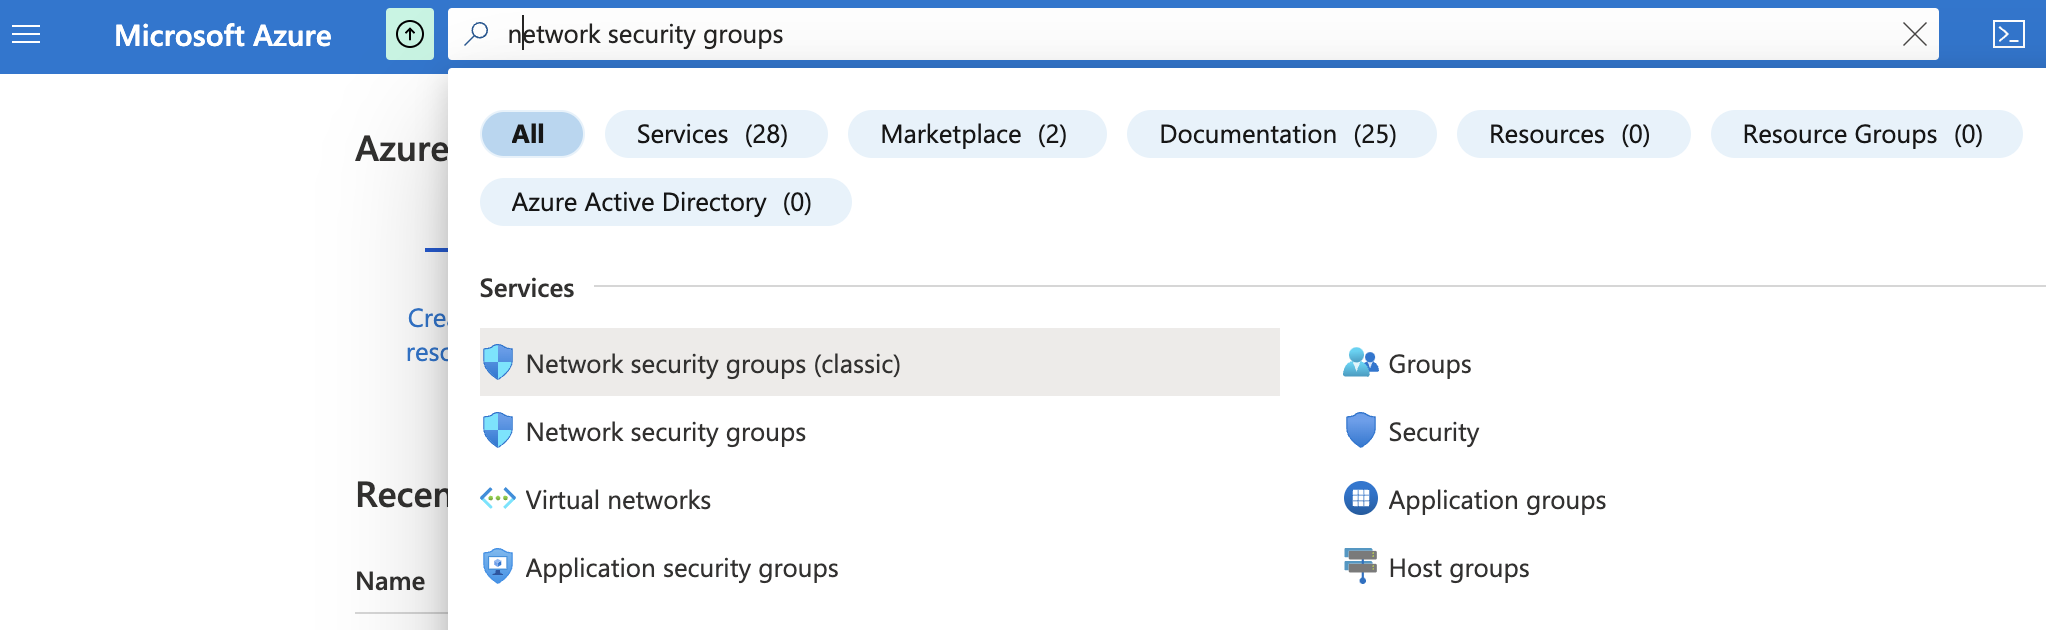 Microsoft Azure
network security groups
All Services (28) Marketplace (2) Documentation (25) Resources (0) Resource Groups (0)
Azure Active Directory (0)
Azure
Services
Network security groups (classic)
Groups
Network security groups
Security
Virtual networks
Application groups
Application security groups
Host groups
Cre
reso
Recen
Name